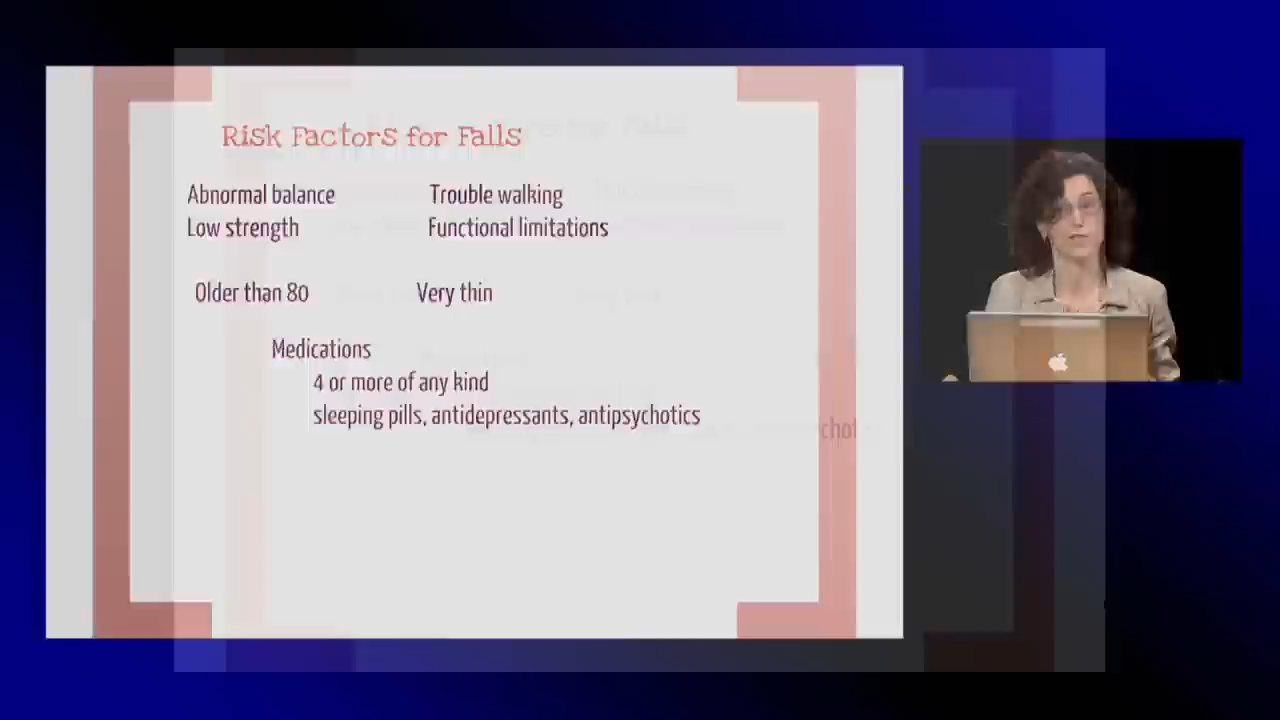 Risk Factors for Falls
Abnormal balance Trouble walking
Low strength Functional limitations
Older than 80 Very thin
Medications
4 or more of any kind
sleeping pills, antidepressants, antipsychotics